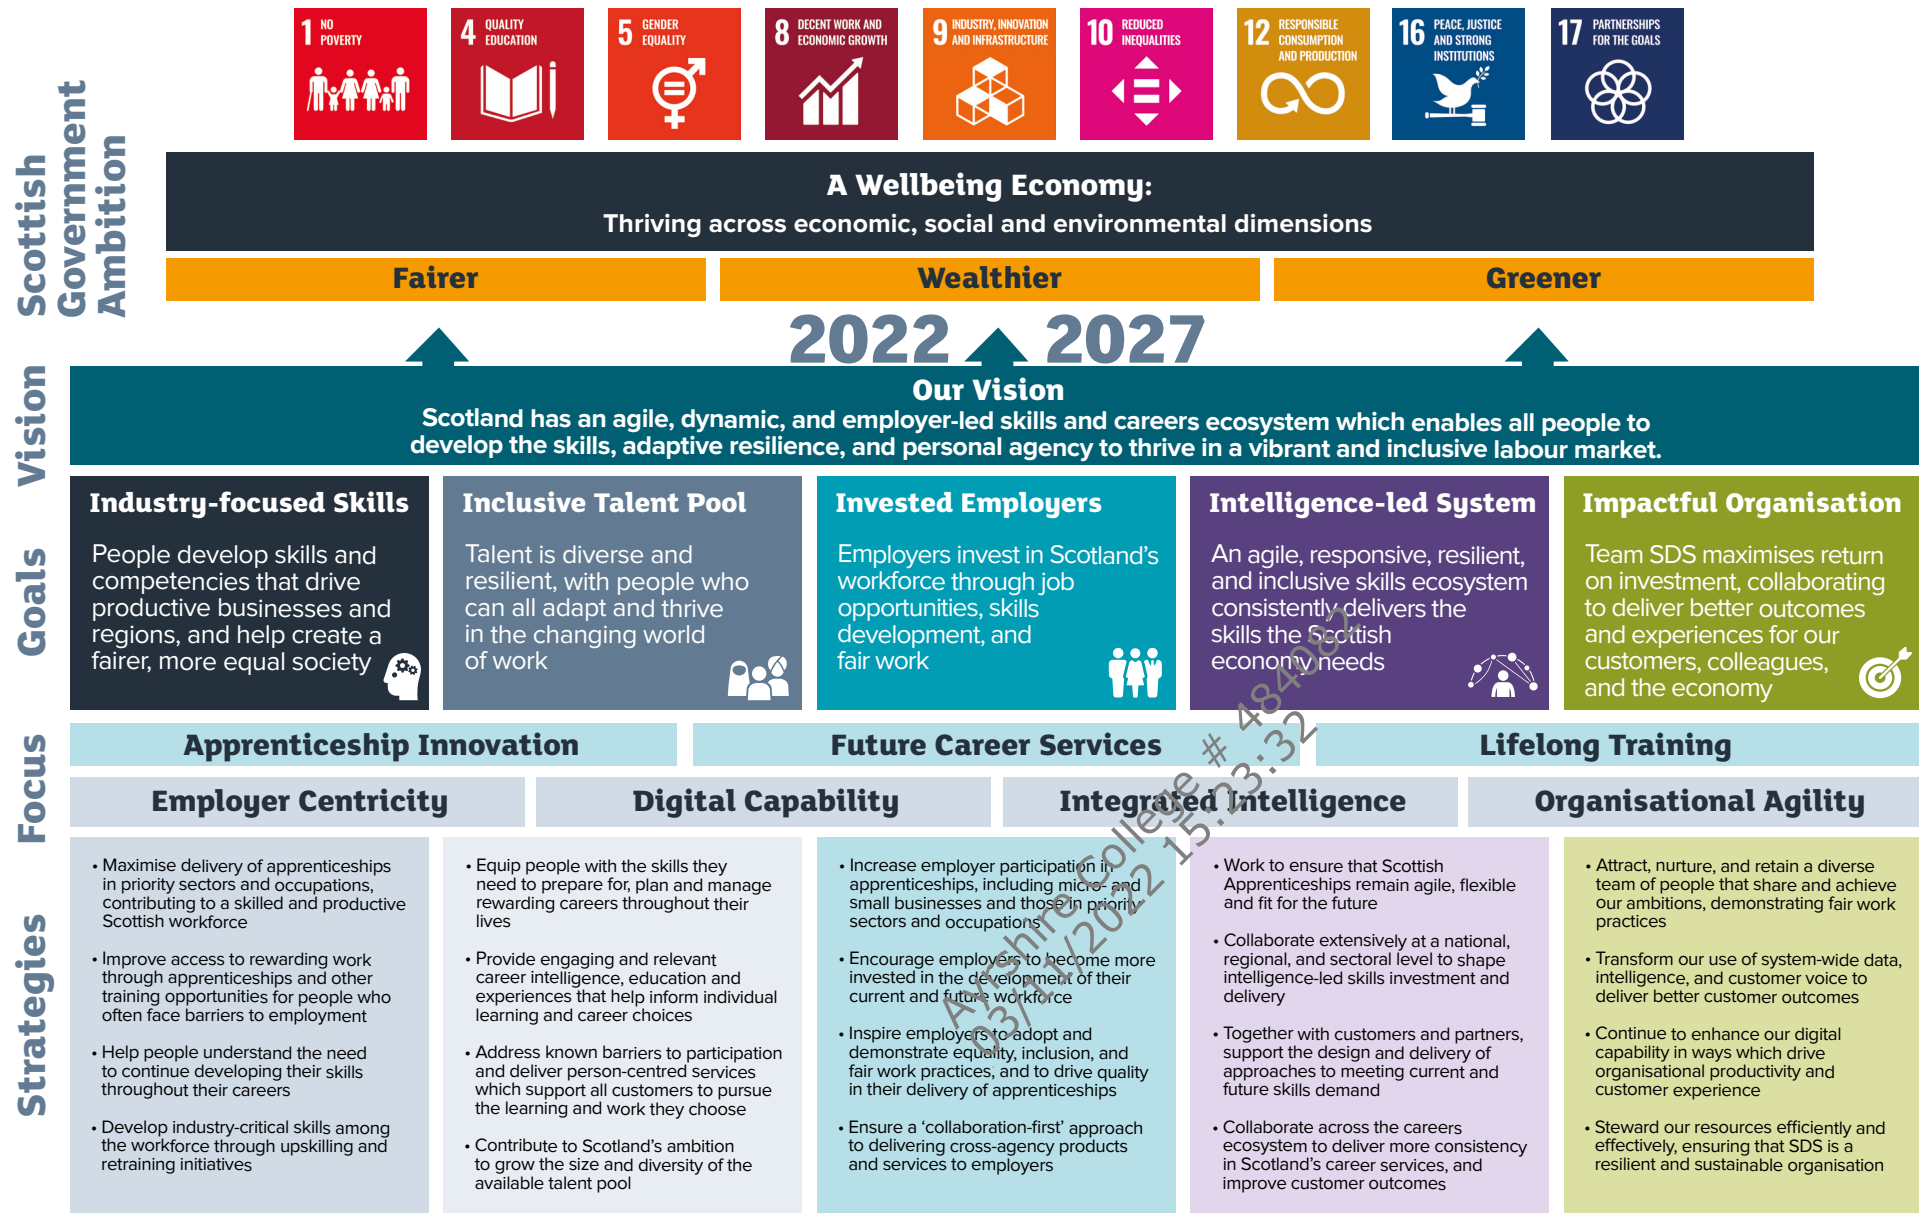 1 NO
POVERTY
4 QUALITY
EDUCATION
5 GENDER
EQUALITY
8 DECENT WORK AND
ECONOMIC GROWTH
9 INDUSTRY, INNOVATION
AND INFRASTRUCTURE
10 REDUCED
INEQUALITIES
12 RESPONSIBLE
CONSUMPTION
AND PRODUCTION
16 PEACE, JUSTICE
AND STRONG
INSTITUTIONS
17 PARTNERSHIPS
FOR THE GOALS
Scottish
Government
Ambition
A Wellbeing Economy:
Thriving across economic, social and environmental dimensions
Fairer
Wealthier
Greener
2022 2027
Vision
Our Vision
Scotland has an agile, dynamic, and employer-led skills and careers ecosystem which enables all people to
develop the skills, adaptive resilience, and personal agency to thrive in a vibrant and inclusive labour market.
Goals
Industry-focused Skills
People develop skills and
competencies that drive
productive businesses and
regions, and help create a
fairer, more equal society
Inclusive Talent Pool
Talent is diverse and
resilient, with people who
can all adapt and thrive
in the changing world
of work
Invested Employers
Employers invest in Scotland's
workforce through job
opportunities, skills
development, and
fair work
Intelligence-led System
An agile, responsive, resilient,
and inclusive skills ecosystem
consistently delivers the
skills the Scottish
economy needs
Impactful Organisation
Team SDS maximises return
on investment, collaborating
to deliver better outcomes
and experiences for our
customers, colleagues,
and the economy
Focus
Apprenticeship Innovation
Future Career Services
Lifelong Training
Employer Centricity
Digital Capability
Integrated Intelligence
Organisational Agility
Strategies
• Maximise delivery of apprenticeships
in priority sectors and occupations,
contributing to a skilled and productive
Scottish workforce
• Improve access to rewarding work
through apprenticeships and other
training opportunities for people who
often face barriers to employment
• Help people understand the need
to continue developing their skills
throughout their careers
• Develop industry-critical skills among
the workforce through upskilling and
retraining initiatives
• Equip people with the skills they
need to prepare for, plan and manage
rewarding careers throughout their
lives
• Provide engaging and relevant
career intelligence, education and
experiences that help inform individual
learning and career choices
• Address known barriers to participation
and deliver person-centred services
which support all customers to pursue
the learning and work they choose
• Contribute to Scotland's ambition
to grow the size and diversity of the
available talent pool
• Increase employer participation in
apprenticeships, including micro- and
small businesses and those in priority
sectors and occupations
• Encourage employers to become more
invested in the development of their
current and future workforce
• Inspire employers to adopt and
demonstrate equality, inclusion, and
fair work practices, and to drive quality
in their delivery of apprenticeships
• Ensure a 'collaboration-first' approach
to delivering cross-agency products
and services to employers
• Work to ensure that Scottish
Apprenticeships remain agile, flexible
and fit for the future
• Collaborate extensively at a national,
regional, and sectoral level to shape
intelligence-led skills investment and
delivery
• Together with customers and partners,
support the design and delivery of
approaches to meeting current and
future skills demand
• Collaborate across the careers
ecosystem to deliver more consistency
in Scotland's career services, and
improve customer outcomes
• Attract, nurture, and retain a diverse
team of people that share and achieve
our ambitions, demonstrating fair work
practices
• Transform our use of system-wide data,
intelligence, and customer voice to
deliver better customer outcomes
• Continue to enhance our digital
capability in ways which drive
organisational productivity and
customer experience
• Steward our resources efficiently and
effectively, ensuring that SDS is a
resilient and sustainable organisation
Ayrshire College # 484082
03/11/2022 15:23:32